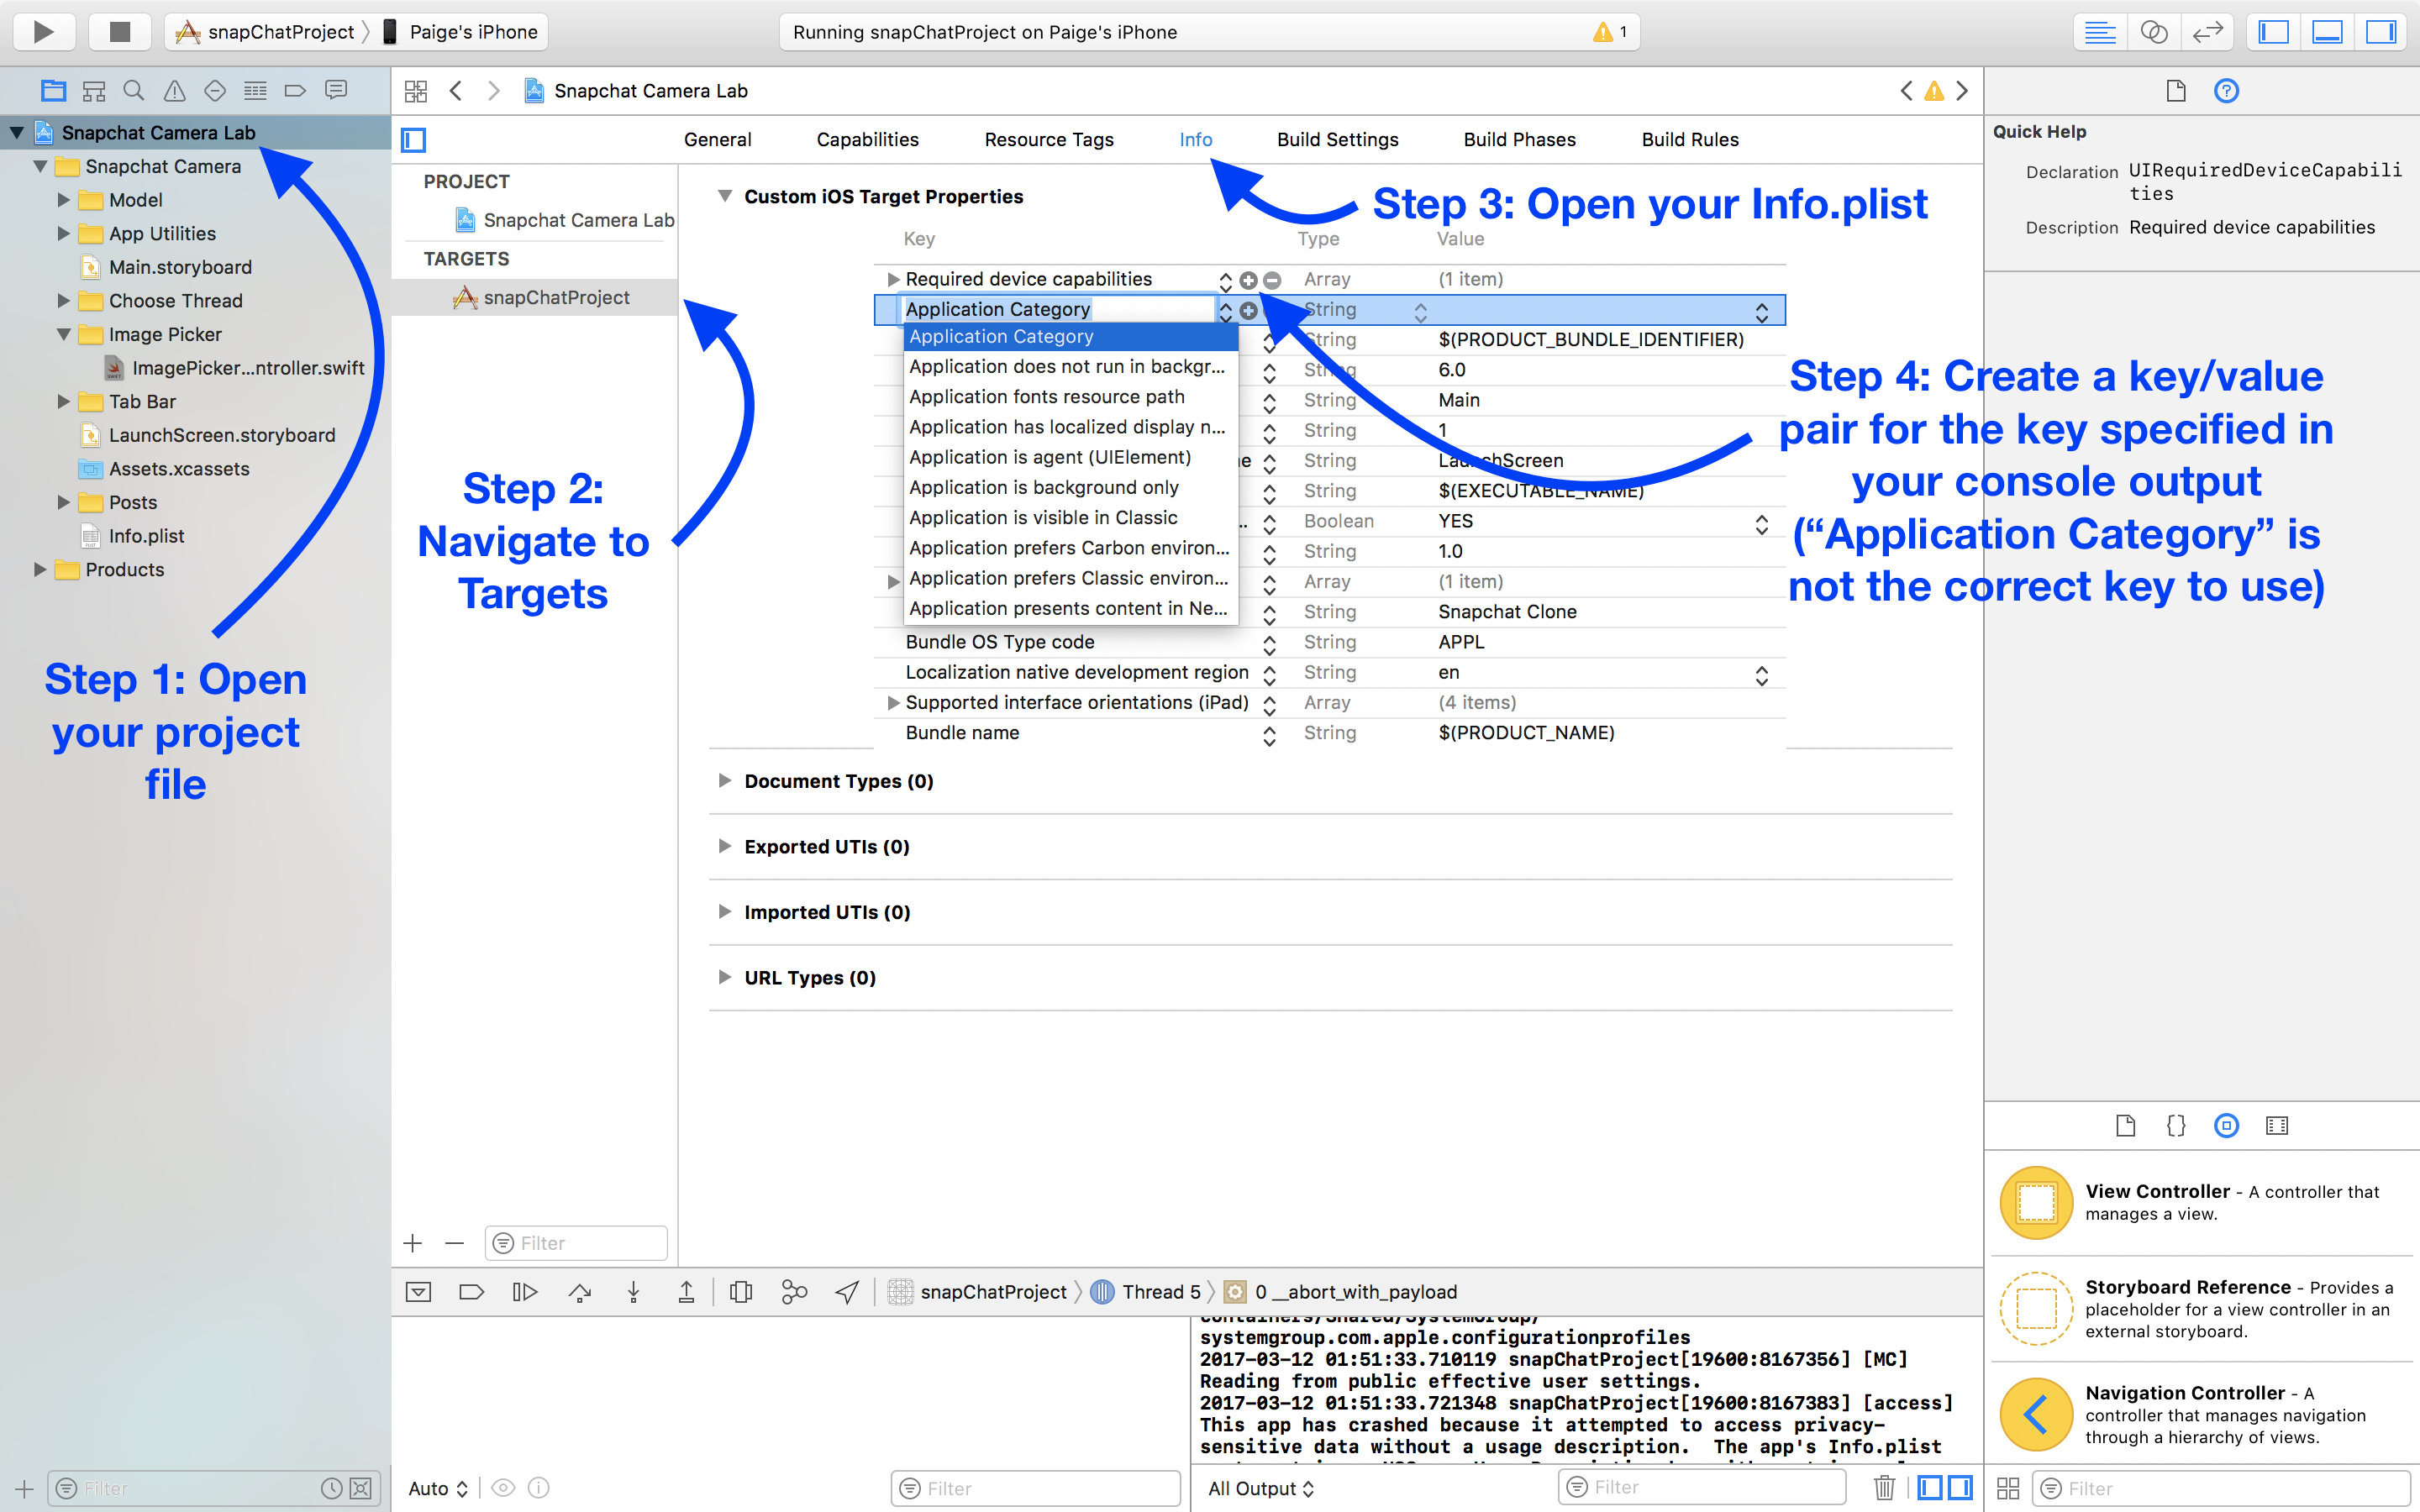 snapChatProject
Paige's iPhone
Running snapChatProject on Paige's iPhone
1
Snapchat Camera Lab
Snapchat Camera
Model
App Utilities
Main.storyboard
Choose Thread
Image Picker
ImagePicker...ntroller.swift
Tab Bar
LaunchScreen.storyboard
Assets.xcassets
Posts
Info.plist
Products
Step 1: Open
your project
file
Filter
Snapchat Camera Lab
General
Capabilities
Resource Tags
Info
Build Settings
Build Phases
Build Rules
PROJECT
Snapchat Camera Lab
TARGETS
snapChatProject
Step 2:
Navigate to
Targets
Filter
Custom iOS Target Properties
Step 3: Open your Info.plist
Key Type Value
Required device capabilities Array (1 item)
Application Category String
Application Category String $(PRODUCT_BUNDLE_IDENTIFIER)
Application does not run in backgr... String 6.0
Application fonts resource path String Main
Application has localized display n... String 1
Application is agent (UIElement) String LaunchScreen
Application is background only String $(EXECUTABLE_NAME)
Application is visible in Classic ... Boolean YES
Application prefers Carbon environ... String 1.0
Application prefers Classic environ... Array (1 item)
Application presents content in Ne... String Snapchat Clone
Bundle OS Type code String APPL
Localization native development region String en
Supported interface orientations (iPad) Array (4 items)
Bundle name String $(PRODUCT_NAME)
Step 4: Create a key/value
pair for the key specified in
your console output
(“Application Category” is
not the correct key to use)
Document Types (0)
Exported UTIs (0)
Imported UTIs (0)
URL Types (0)
snapChatProject
Thread 5
0 __abort_with_payload
Auto
Filter
systemgroup.com.apple.configurationprofiles
2017-03-12 01:51:33.710119 snapChatProject[19600:8167356] [MC]
Reading from public effective user settings.
2017-03-12 01:51:33.721348 snapChatProject[19600:8167383] [access]
This app has crashed because it attempted to access privacy-
sensitive data without a usage description.  The app's Info.plist
All Output
Filter
Quick Help
Declaration UIRequiredDeviceCapabili
ties
Description Required device capabilities
{}
View Controller - A controller that
manages a view.
Storyboard Reference - Provides a
placeholder for a view controller in an
external storyboard.
Navigation Controller - A
controller that manages navigation
through a hierarchy of views.
Filter